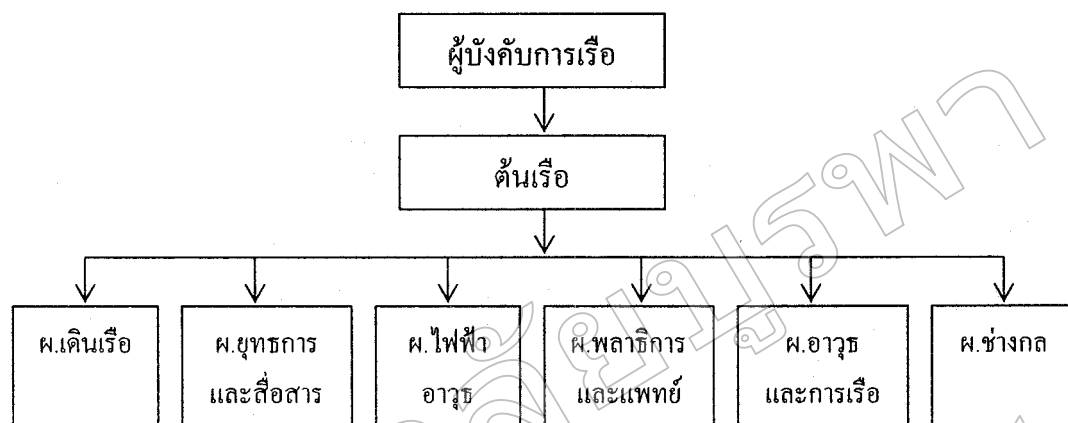 ผู้บังคับการเรือ
ต้นเรือ
ผ.เดินเรือ
ผ.ยุทธการ
และสื่อสาร
ผ.ไฟฟ้า
อาวุธ
ผ.พลาธิการ
และแพทย์
ผ.อาวุธ
และการเรือ
ผ.ช่างกล